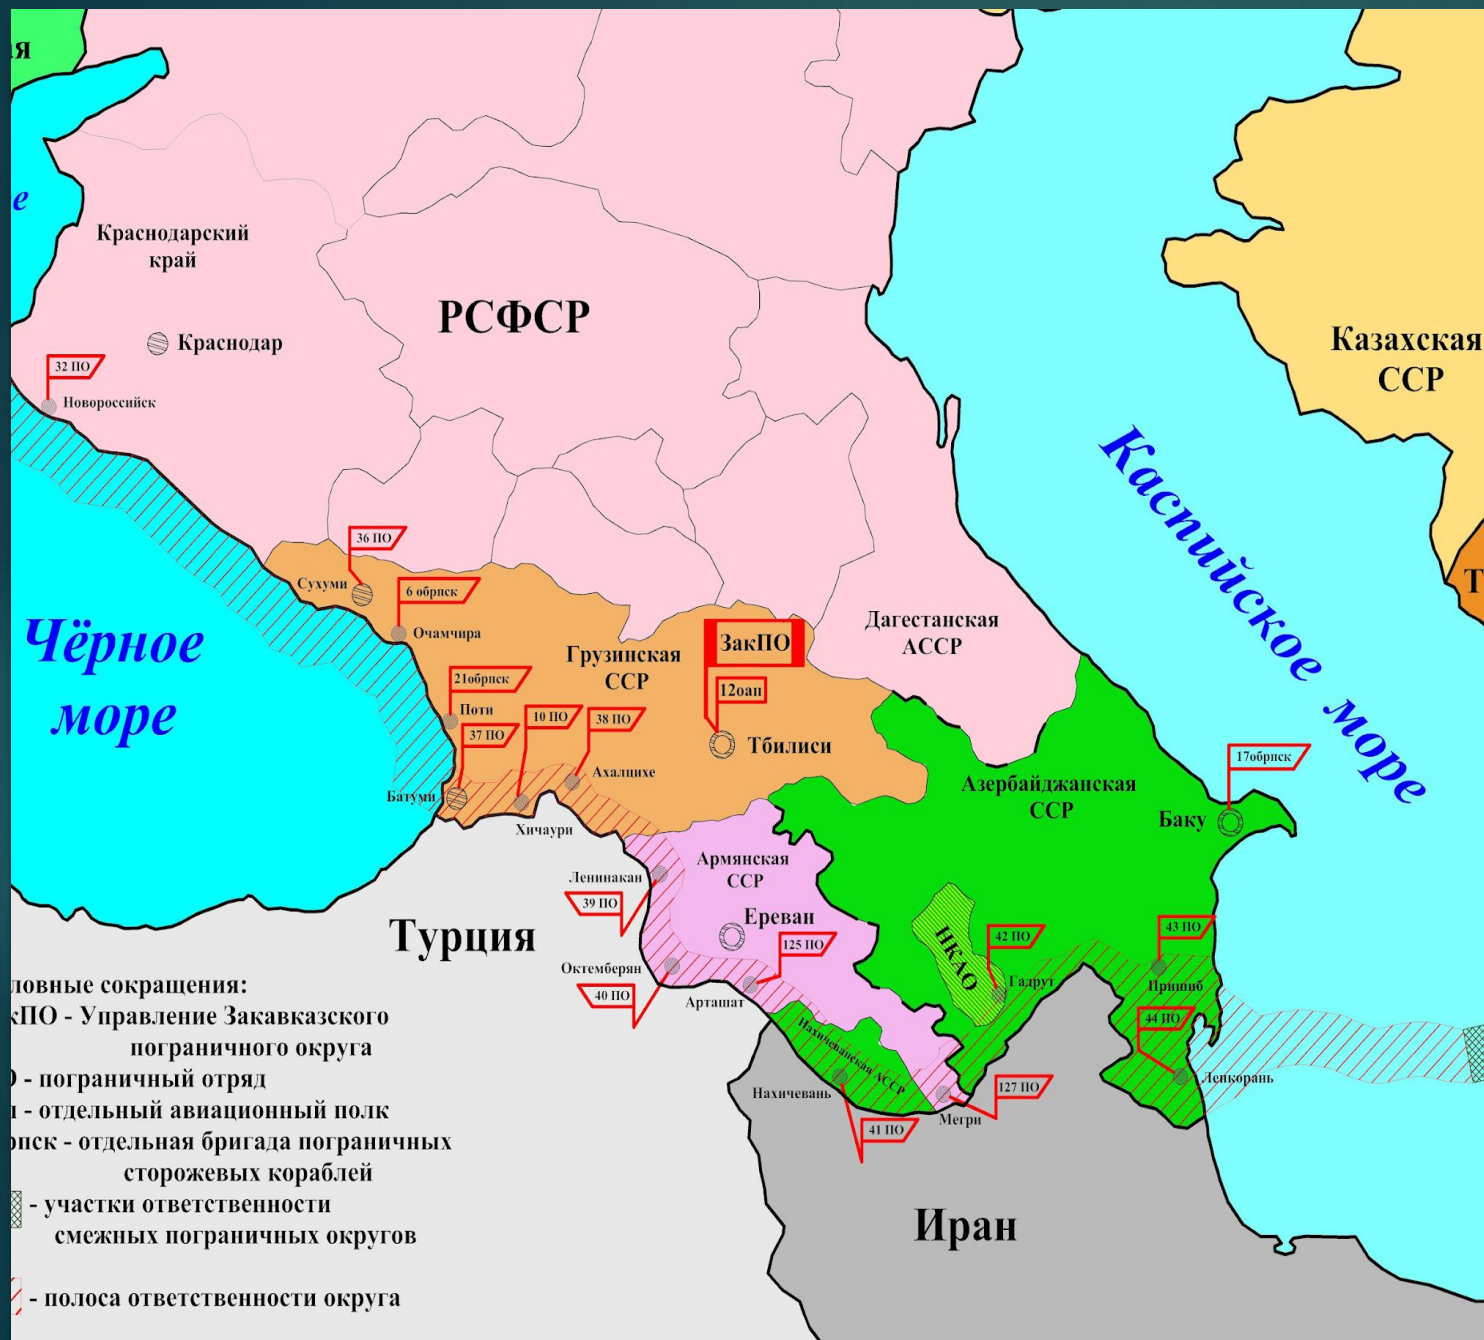 ая
е
Краснодарский
край
РСФСР
Краснодар
Казахская
ССР
32 ПО
Новороссийск
Каспийское море
36 ПО
Сухуми
6 обрпск
Очамчира
Т
Чёрное
море
Грузинская
ССР
ЗакПО
12оап
Тбилиси
Дагестанская
АССР
21обрпск
Поти
37 ПО
10 ПО
38 ПО
Ахалцихе
Батуми
Хичаури
Азербайджанская
ССР
17обрпск
Баку
Армянская
ССР
Ленинакан
39 ПО
Ереван
125 ПО
Турция
НКАО
42 ПО
Гадрут
43 ПО
Пришиб
Октемберян
40 ПО
Арташат
44 ПО
Ленкорань
Нахичеванская АССР
Нахичевань
41 ПО
127 ПО
Мегри
Иран
ловные сокращения:
кПО - Управление Закавказского
пограничного округа
О - пограничный отряд
п - отдельный авиационный полк
рпск - отдельная бригада пограничных
сторожевых кораблей
- участки ответственности
смежных пограничных округов
- полоса ответственности округа